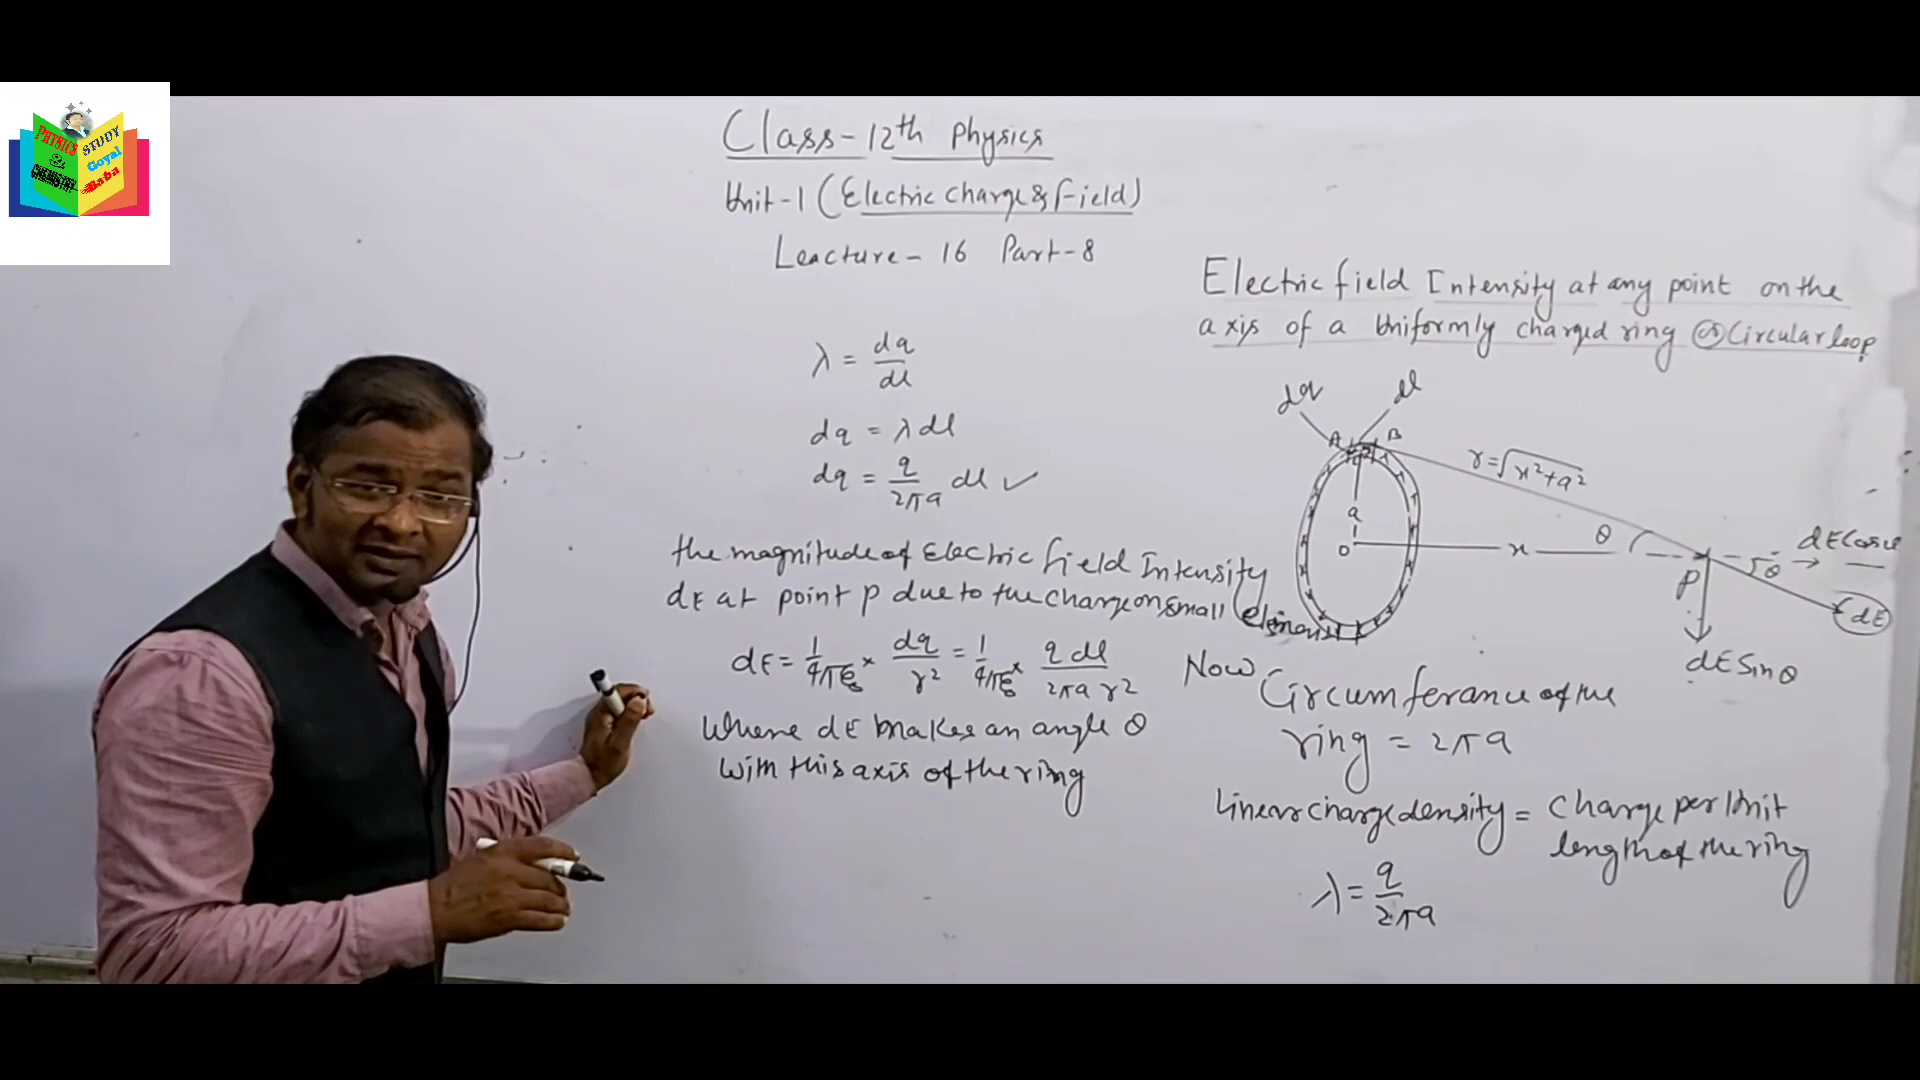 PHYSICS
&
CHEMISTRY
STUDY
Goyal
Baba
Class-12th Physics
Unit-1 (Electric Charge & Field)
Leacture-16 Part-8
λ = dq/dl
dq = λdl
dq = q/2πa dl ✓
the magnitude of Electric field Intensity
dE at point P due to the charge on small element
dE = 1/4πε₀ × dq/r² = 1/4πε₀ × q dl/2πa r²
Where dE makes an angle θ
with this axis of the ring
Electric field Intensity at any point on the
axis of a Uniformly charged ring or Circular loop
dq
dl
A
B
r=√x²+a²
a
O
x
θ
P
θ
dE Cosθ
dE
dE Sinθ
Now Circumferance of the
ring = 2πa
linear charge density = Charge per Unit
length of the ring
λ = q/2πa